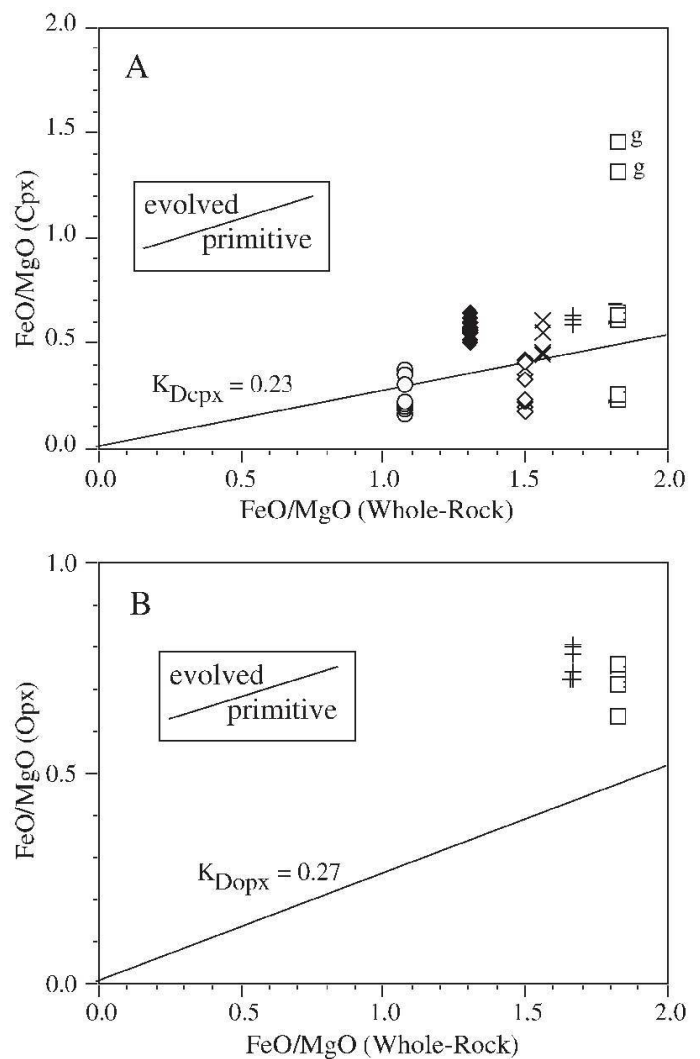 2.0
A
1.5
g
g
evolved
primitive
1.0
0.5
K_Dcpx = 0.23
0.0
0.0 0.5 1.0 1.5 2.0
FeO/MgO (Cpx)
FeO/MgO (Whole-Rock)
1.0
B
evolved
primitive
0.5
K_Dopx = 0.27
0.0
0.0 0.5 1.0 1.5 2.0
FeO/MgO (Opx)
FeO/MgO (Whole-Rock)